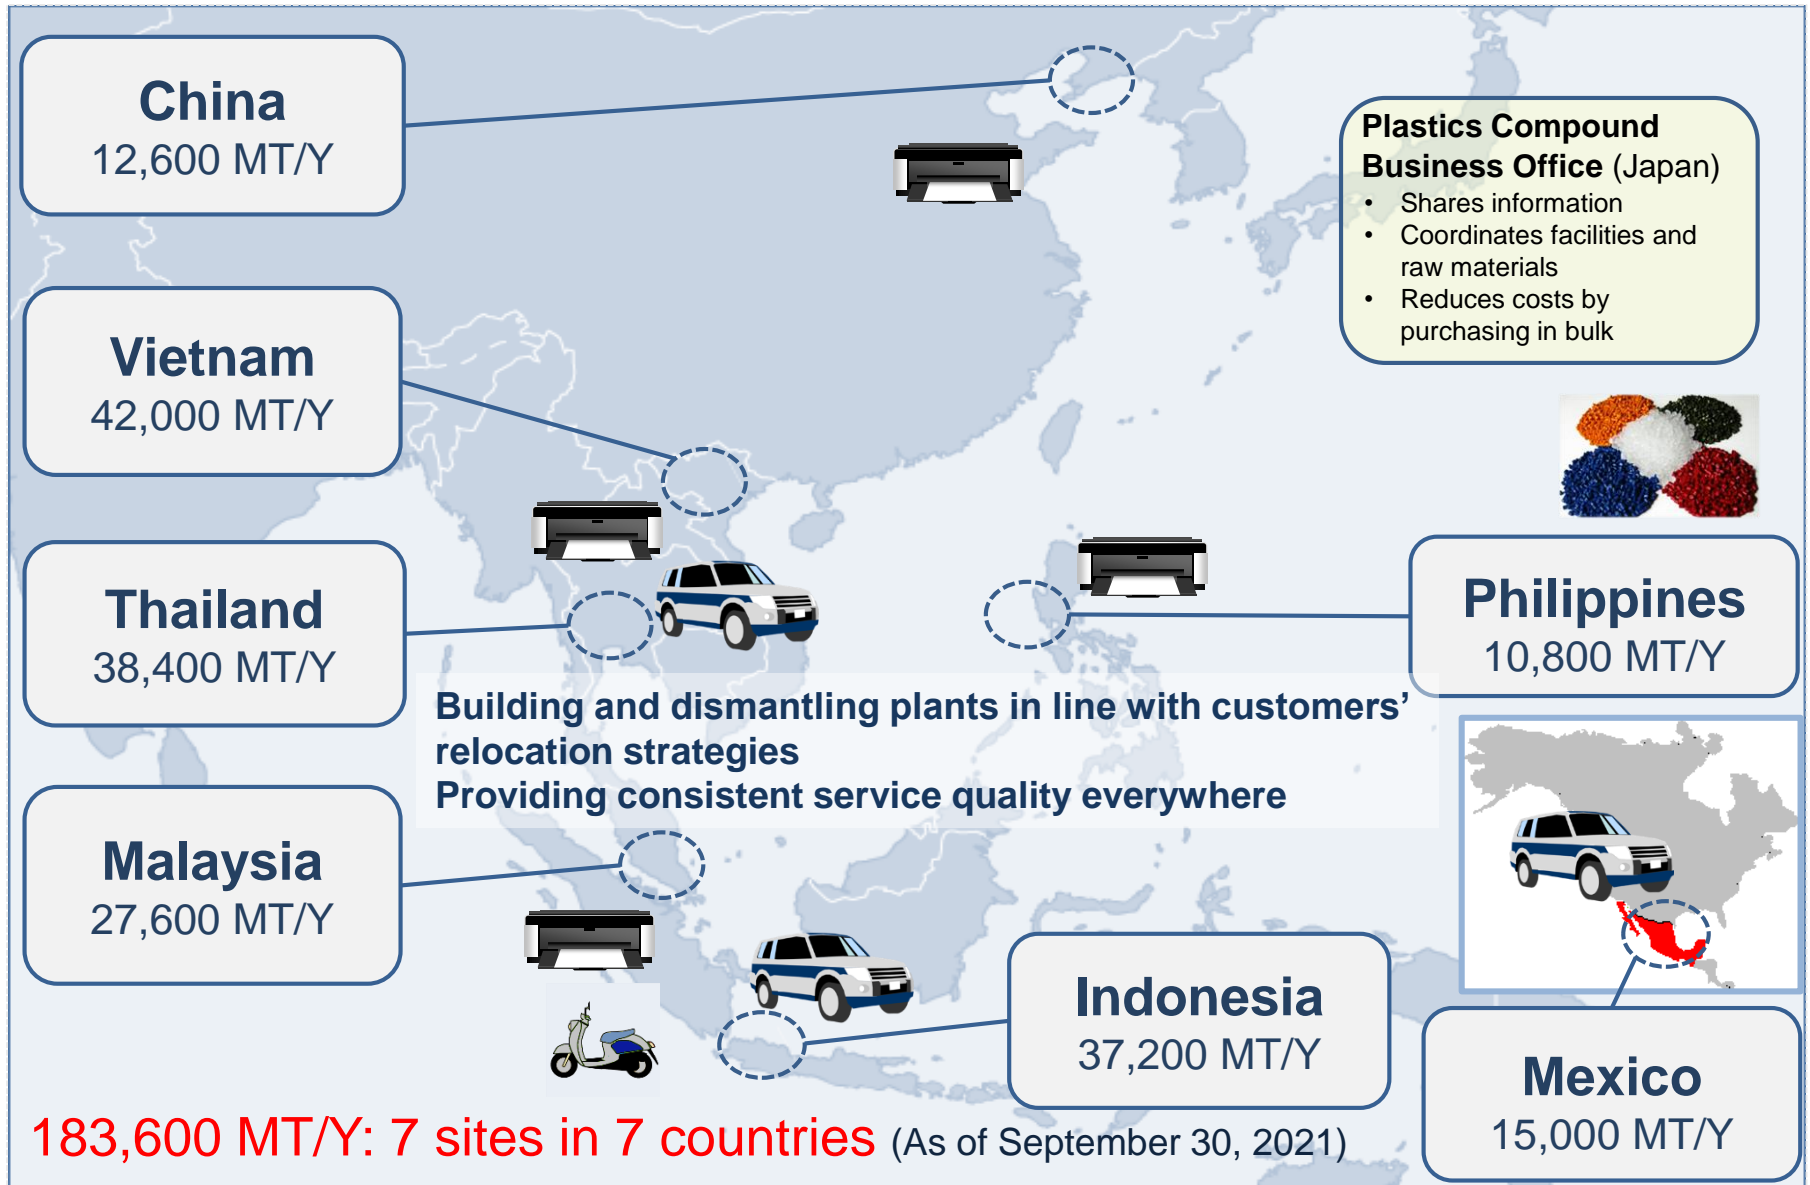 China
12,600 MT/Y
Plastics Compound
Business Office (Japan)
• Shares information
• Coordinates facilities and
raw materials
• Reduces costs by
purchasing in bulk
Vietnam
42,000 MT/Y
Thailand
38,400 MT/Y
Philippines
10,800 MT/Y
Building and dismantling plants in line with customers’
relocation strategies
Providing consistent service quality everywhere
Malaysia
27,600 MT/Y
Indonesia
37,200 MT/Y
Mexico
15,000 MT/Y
183,600 MT/Y: 7 sites in 7 countries (As of September 30, 2021)